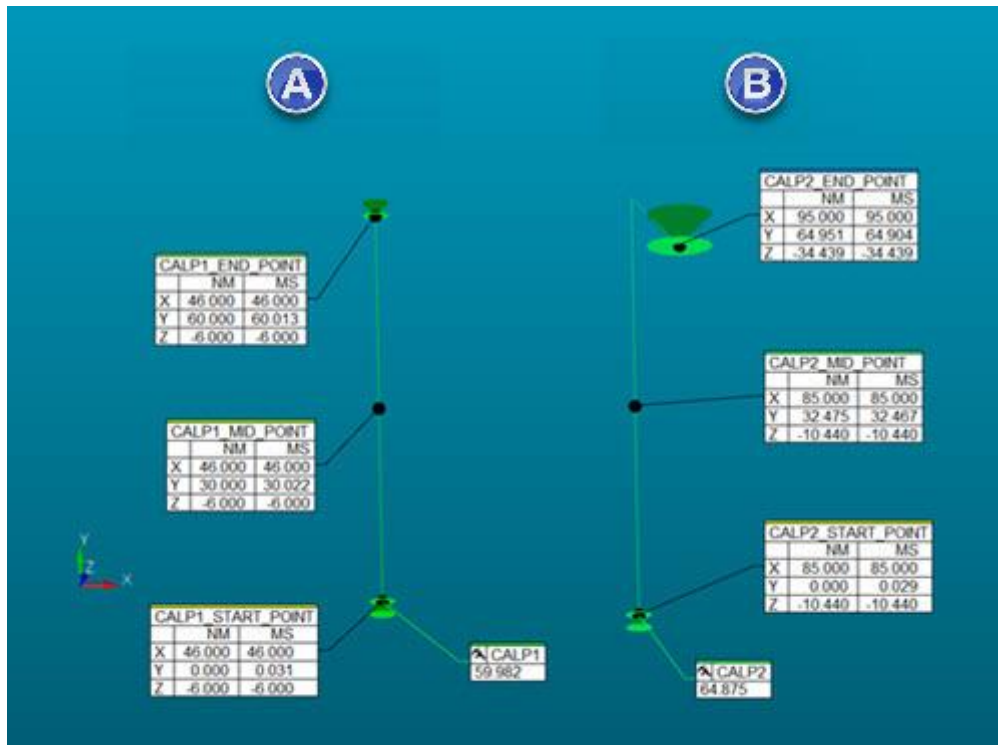 A
B
CALP2_END_POINT
NM MS
X 95.000 95.000
Y 64.951 64.904
Z -34.439 -34.439
CALP1_END_POINT
NM MS
X 46.000 46.000
Y 60.000 60.013
Z -6.000 -6.000
CALP2_MID_POINT
NM MS
X 85.000 85.000
Y 32.475 32.467
Z -10.440 -10.440
CALP1_MID_POINT
NM MS
X 46.000 46.000
Y 30.000 30.022
Z -6.000 -6.000
CALP2_START_POINT
NM MS
X 85.000 85.000
Y 0.000 0.029
Z -10.440 -10.440
Y
Z
X
CALP1_START_POINT
NM MS
X 46.000 46.000
Y 0.000 0.031
Z -6.000 -6.000
CALP1
59.982
CALP2
64.875